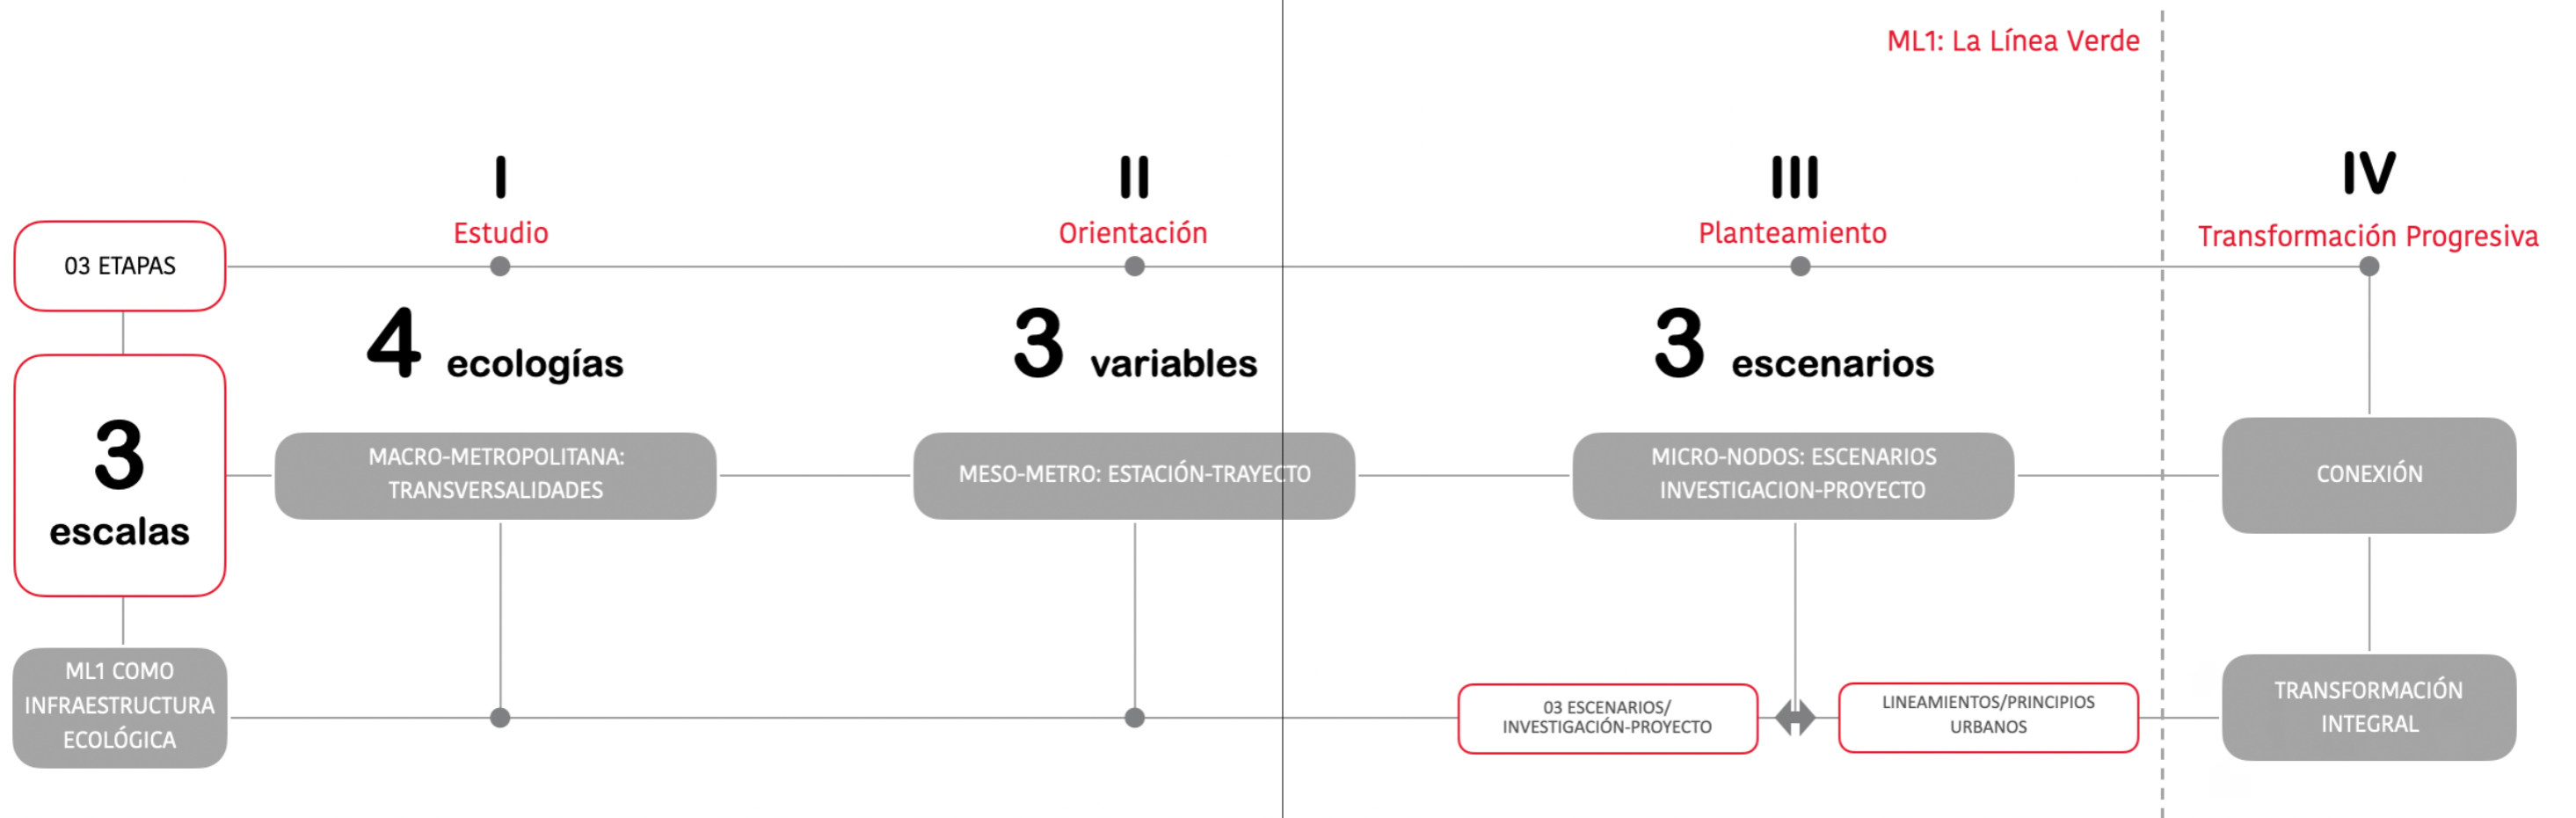 ML1: La Línea Verde
I
II
III
IV
Estudio
Orientación
Planteamiento
Transformación Progresiva
03 ETAPAS
4 ecologías
3 variables
3 escenarios
3
escalas
MACRO-METROPOLITANA:
TRANSVERSALIDADES
MESO-METRO: ESTACIÓN-TRAYECTO
MICRO-NODOS: ESCENARIOS
INVESTIGACION-PROYECTO
CONEXIÓN
ML1 COMO
INFRAESTRUCTURA
ECOLÓGICA
03 ESCENARIOS/
INVESTIGACIÓN-PROYECTO
LINEAMIENTOS/PRINCIPIOS
URBANOS
TRANSFORMACIÓN
INTEGRAL